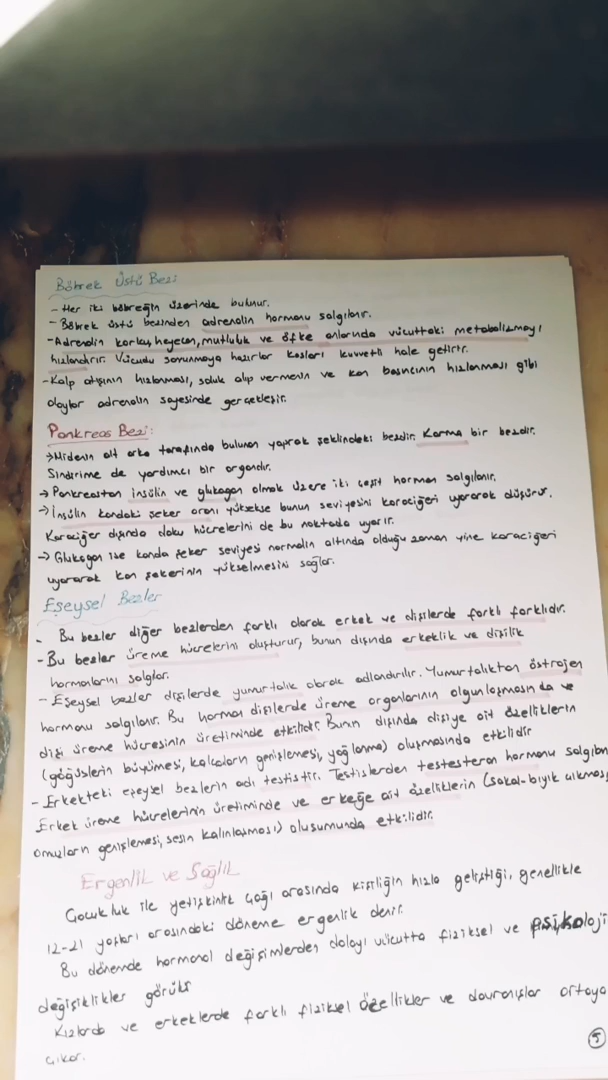 Böbrek Üstü Bezi
- Her iki böbreğin üzerinde bulunur.
- Böbrek üstü bezinden adrenalin hormonu salgılanır.
- Adrenalin korku, heyecan, mutluluk ve öfke anlarında vücuttaki metabolizmayı
hızlandırır. Vücudu savunmaya hazırlar kasları kuvvetli hale getirir.
- Kalp atışının hızlanması, soluk alıp vermenin ve kan basıncının hızlanması gibi
olaylar adrenalin sayesinde gerçekleşir.
Pankreas Bezi:
→ Midenin alt arka tarafında bulunan yaprak şeklindeki bezdir. Karma bir bezdir.
Sindirime de yardımcı bir organdır.
→ Pankreastan insülin ve glukagon olmak üzere iki çeşit hormon salgılanır.
→ İnsülin kandaki şeker oranı yüksekse bunun seviyesini karaciğeri uyararak düşürür.
Karaciğer dışında doku hücrelerini de bu noktada uyarır.
→ Glukagon ise kanda şeker seviyesi normalin altında olduğu zaman yine karaciğeri
uyararak kan şekerinin yükselmesini sağlar.
Eşeysel Bezler
- Bu bezler diğer bezlerden farklı olarak erkek ve dişilerde farklı farklıdır.
- Bu bezler üreme hücrelerini oluşturur, bunun dışında erkeklik ve dişilik
hormonlarını salgılar.
- Eşeysel bezler dişilerde yumurtalık olarak adlandırılır. Yumurtalıktan östrojen
hormonu salgılanır. Bu hormon dişilerde üreme organlarının olgunlaşmasında ve
dişi üreme hücresinin üretiminde etkilidir. Bunun dışında dişiye ait özelliklerin
(göğüslerin büyümesi, kalçaların genişlemesi, yağlanma) oluşmasında etkilidir
- Erkekteki eşeysel bezlerin adı testistir. Testislerden testesteran hormonu salgılan
Erkek üreme hücrelerinin üretiminde ve erkeğe ait özelliklerin (sakal-bıyık çıkması,
omuzların genişlemesi, sesin kalınlaşması) olusumunda etkilidir.
Ergenlik ve Sağlık
Çocukluk ile yetişkinlik çağı arasında kişiliğin hızla geliştiği, genellikle
12-21 yaşları arasındaki döneme ergenlik denir.
Bu dönemde hormonal değişimlerden dolayı vücutta fiziksel ve psikoloji
değişiklikler görülür
Kızlarda ve erkeklerde farklı fiziksel özellikler ve davranışlar ortaya
çıkar.
5